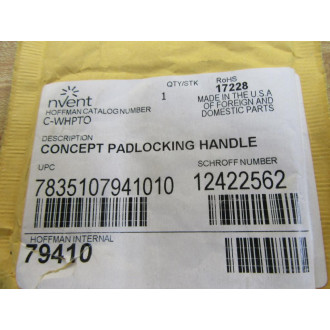 nvent
HOFFMAN CATALOG NUMBER
C-WHPTO
QTY/STK
1
RoHS
17228
MADE IN THE U.S.A
OF FOREIGN AND
DOMESTIC PARTS
DESCRIPTION
CONCEPT PADLOCKING HANDLE
UPC
7835107941010
SCHROFF NUMBER
12422562
HOFFMAN INTERNAL
79410